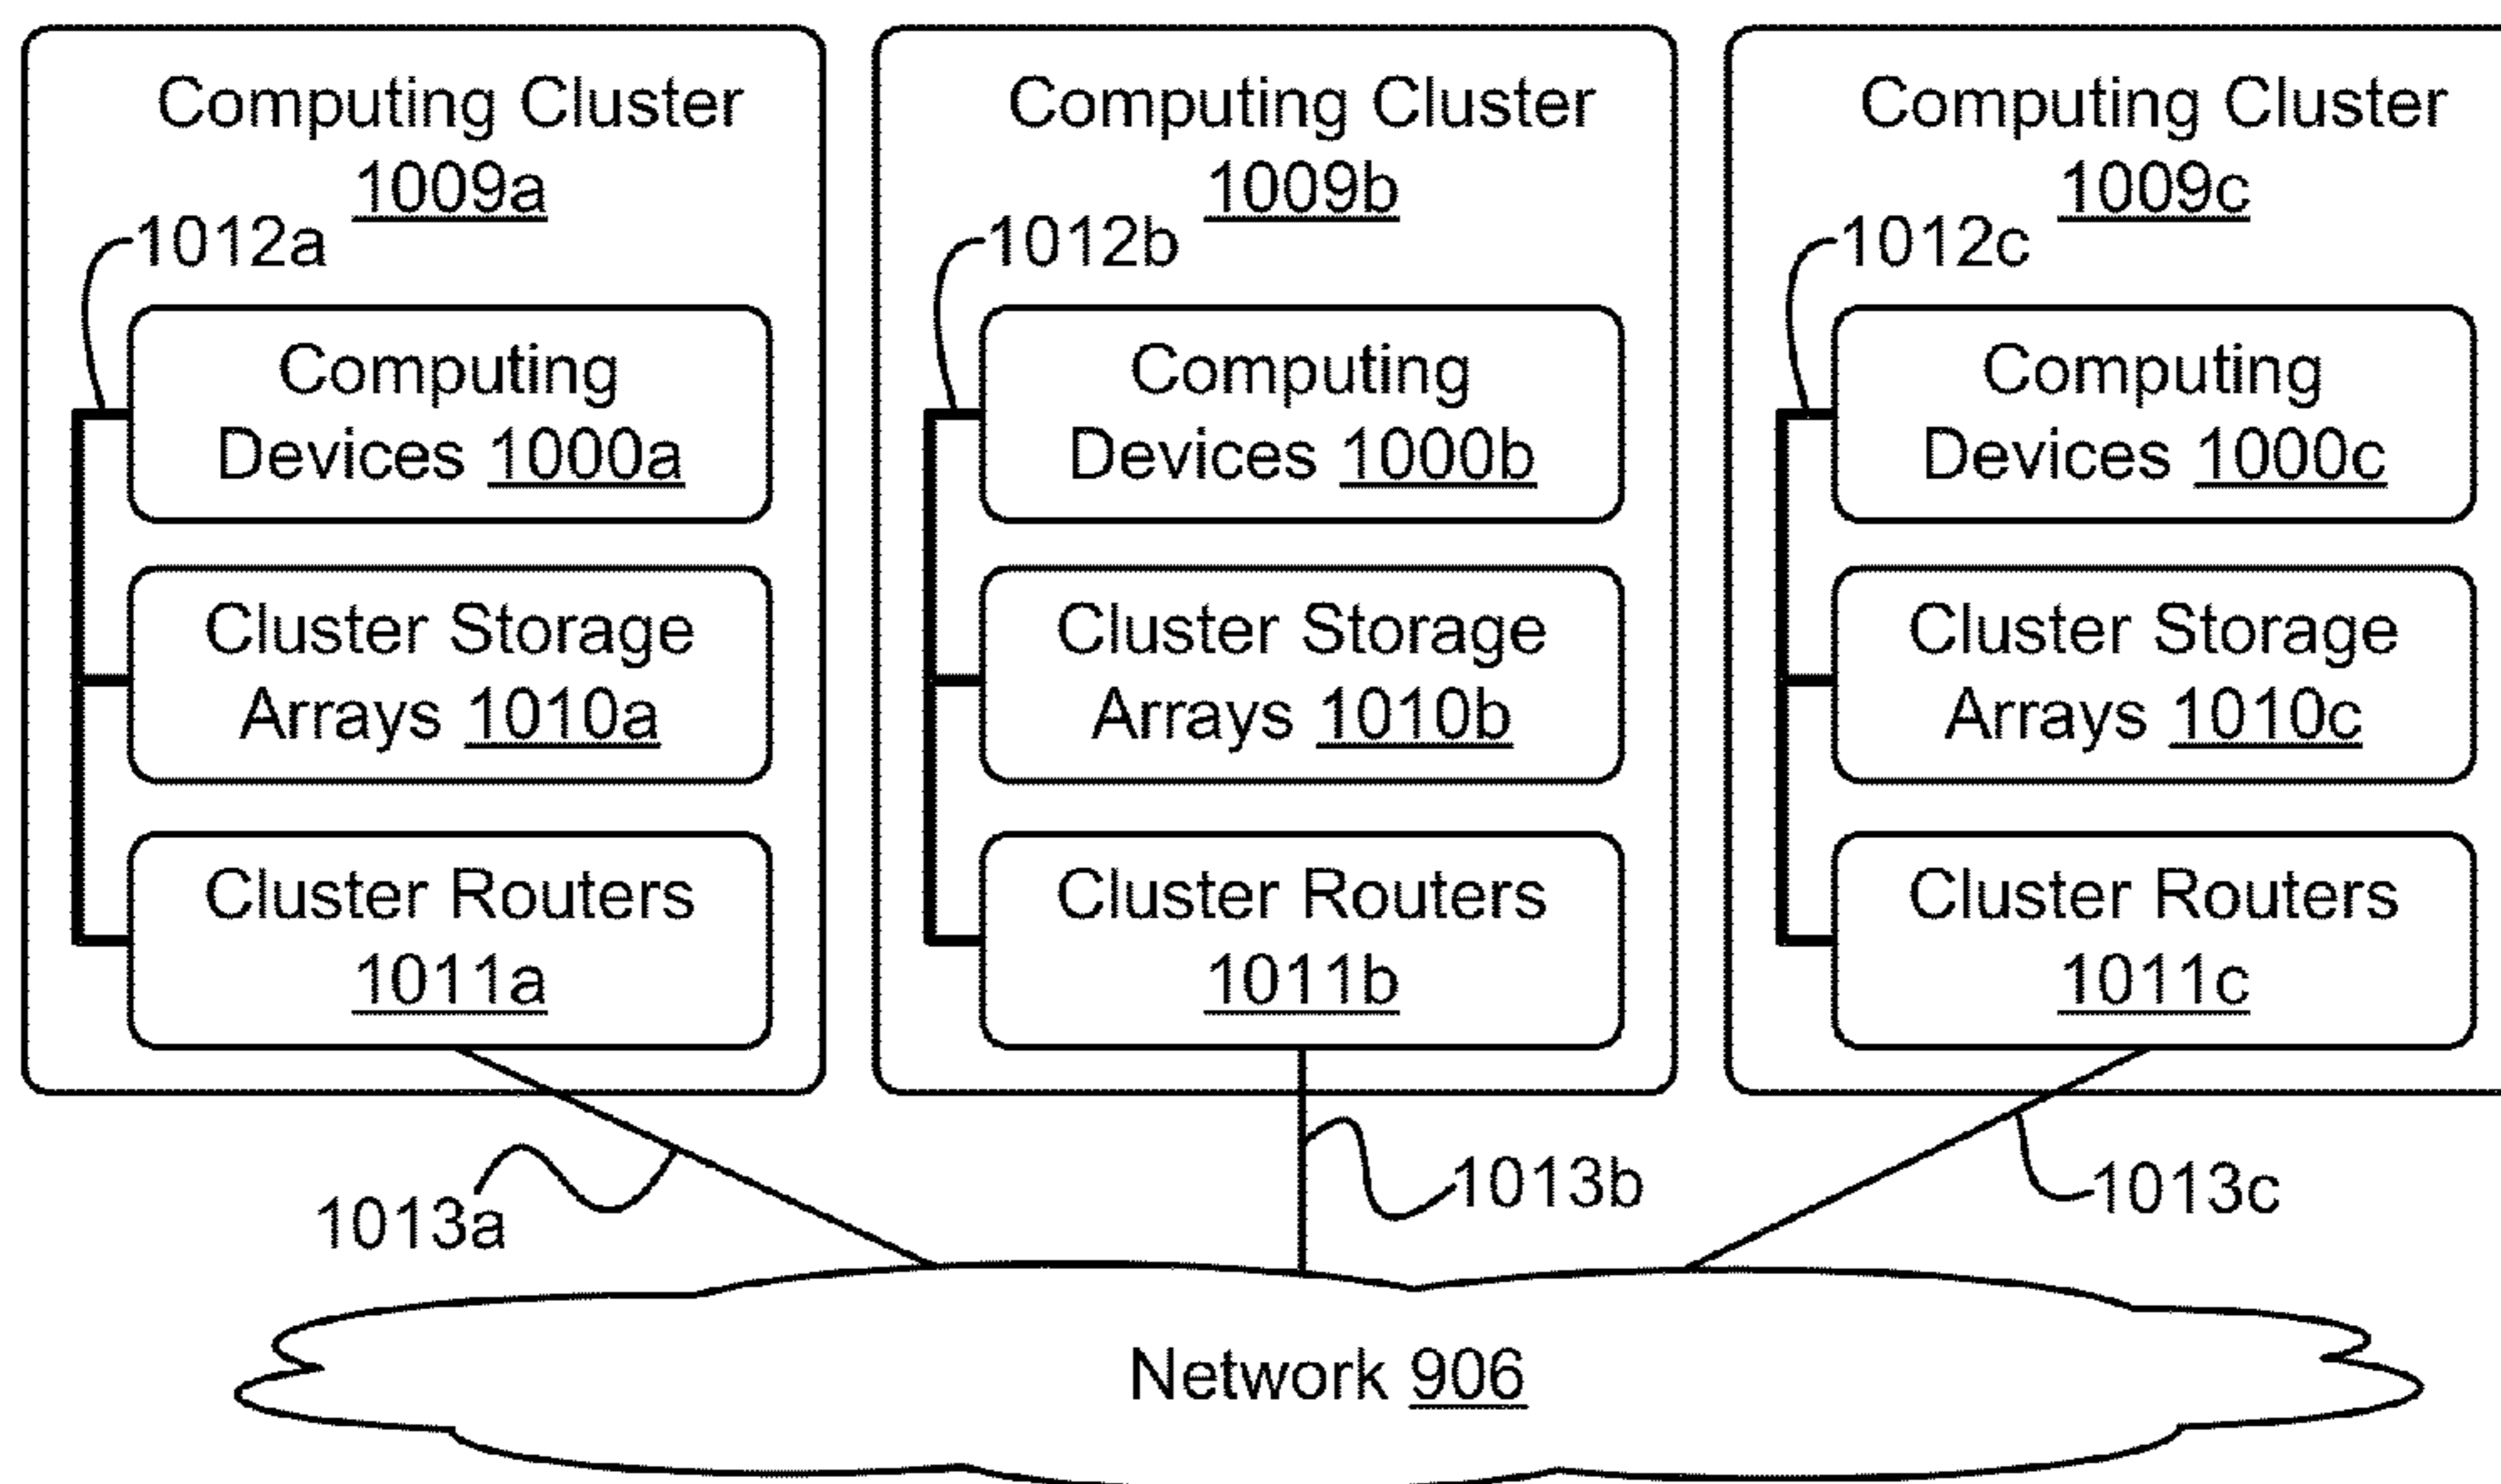 Computing Cluster
1009a
1012a
Computing
Devices 1000a
Cluster Storage
Arrays 1010a
Cluster Routers
1011a
Computing Cluster
1009b
1012b
Computing
Devices 1000b
Cluster Storage
Arrays 1010b
Cluster Routers
1011b
Computing Cluster
1009c
1012c
Computing
Devices 1000c
Cluster Storage
Arrays 1010c
Cluster Routers
1011c
1013a
1013b
1013c
Network 906